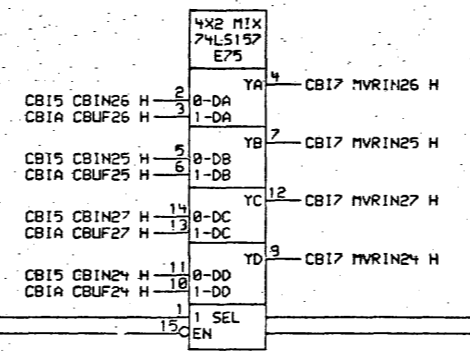 4X2 MIX
74LS157
E75
CBI5 CBIN26 H 2 0-DA YA 4 CBI7 MVRIN26 H
CBIA CBUF26 H 3 1-DA
CBI5 CBIN25 H 5 0-DB YB 7 CBI7 MVRIN25 H
CBIA CBUF25 H 6 1-DB
CBI5 CBIN27 H 14 0-DC YC 12 CBI7 MVRIN27 H
CBIA CBUF27 H 13 1-DC
CBI5 CBIN24 H 11 0-DD YD 9 CBI7 MVRIN24 H
CBIA CBUF24 H 10 1-DD
1 1 SEL
15 EN